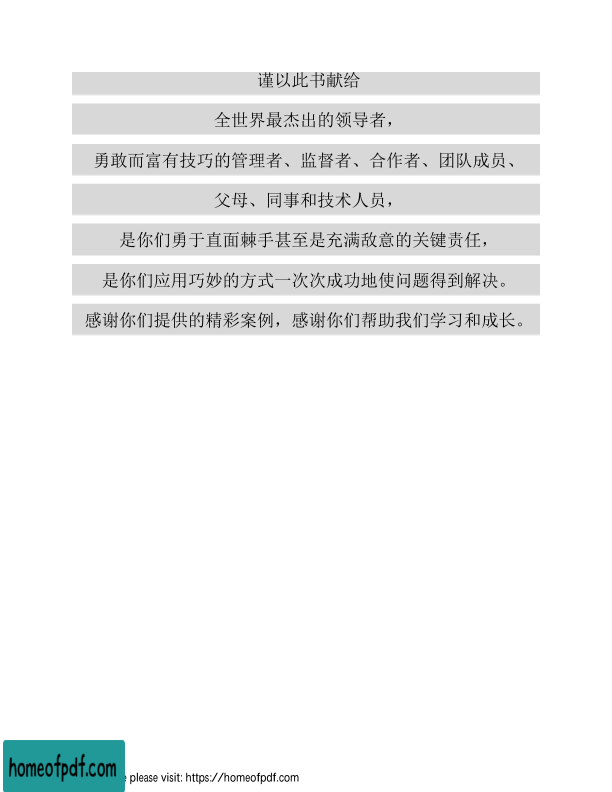 谨以此书献给
全世界最杰出的领导者，
勇敢而富有技巧的管理者、监督者、合作者、团队成员、
父母、同事和技术人员，
是你们勇于直面棘手甚至是充满敌意的关键责任，
是你们应用巧妙的方式一次次成功地使问题得到解决。
感谢你们提供的精彩案例，感谢你们帮助我们学习和成长。
homeofpdf.com
please visit: https://homeofpdf.com